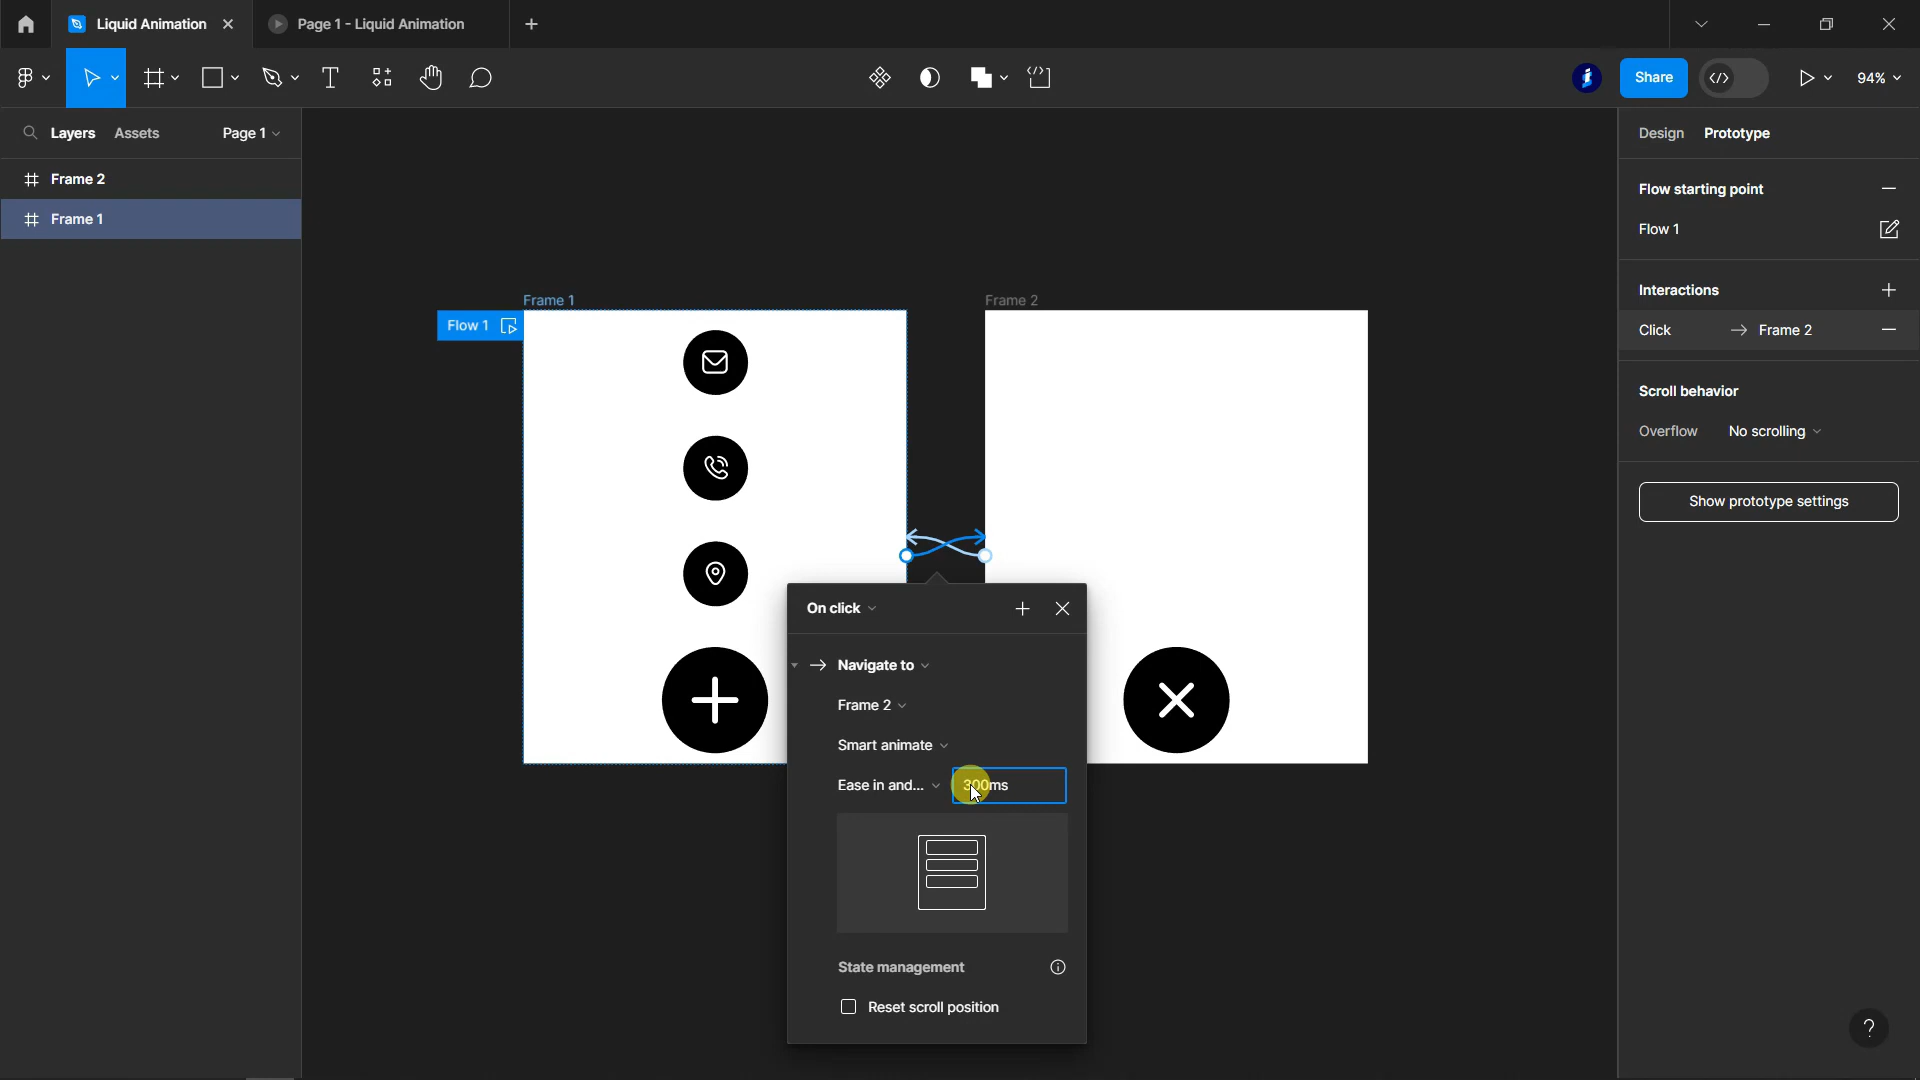 Liquid Animation
Page 1 - Liquid Animation
Share
94%
Layers
Assets
Page 1
Frame 2
Frame 1
Frame 1
Flow 1
Frame 2
On click
Navigate to
Frame 2
Smart animate
Ease in and...
300ms
State management
Reset scroll position
Design
Prototype
Flow starting point
Flow 1
Interactions
Click
Frame 2
Scroll behavior
Overflow
No scrolling
Show prototype settings
?